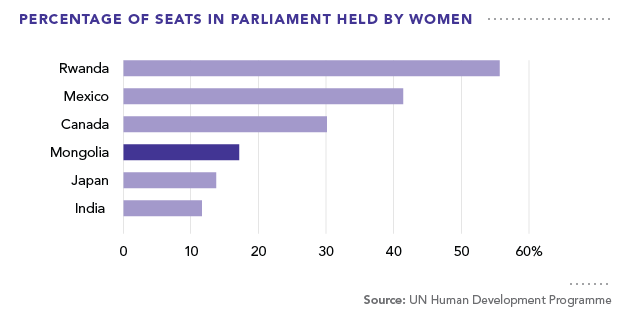 PERCENTAGE OF SEATS IN PARLIAMENT HELD BY WOMEN
Rwanda
Mexico
Canada
Mongolia
Japan
India
0 10 20 30 40 50 60%
Source: UN Human Development Programme